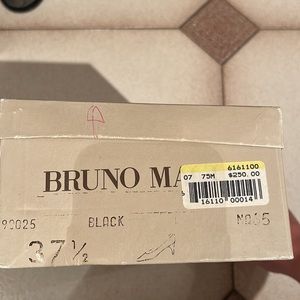 6161100
07 75M $250.00
BRUNO MA
16110 00014
90025 BLACK
37½